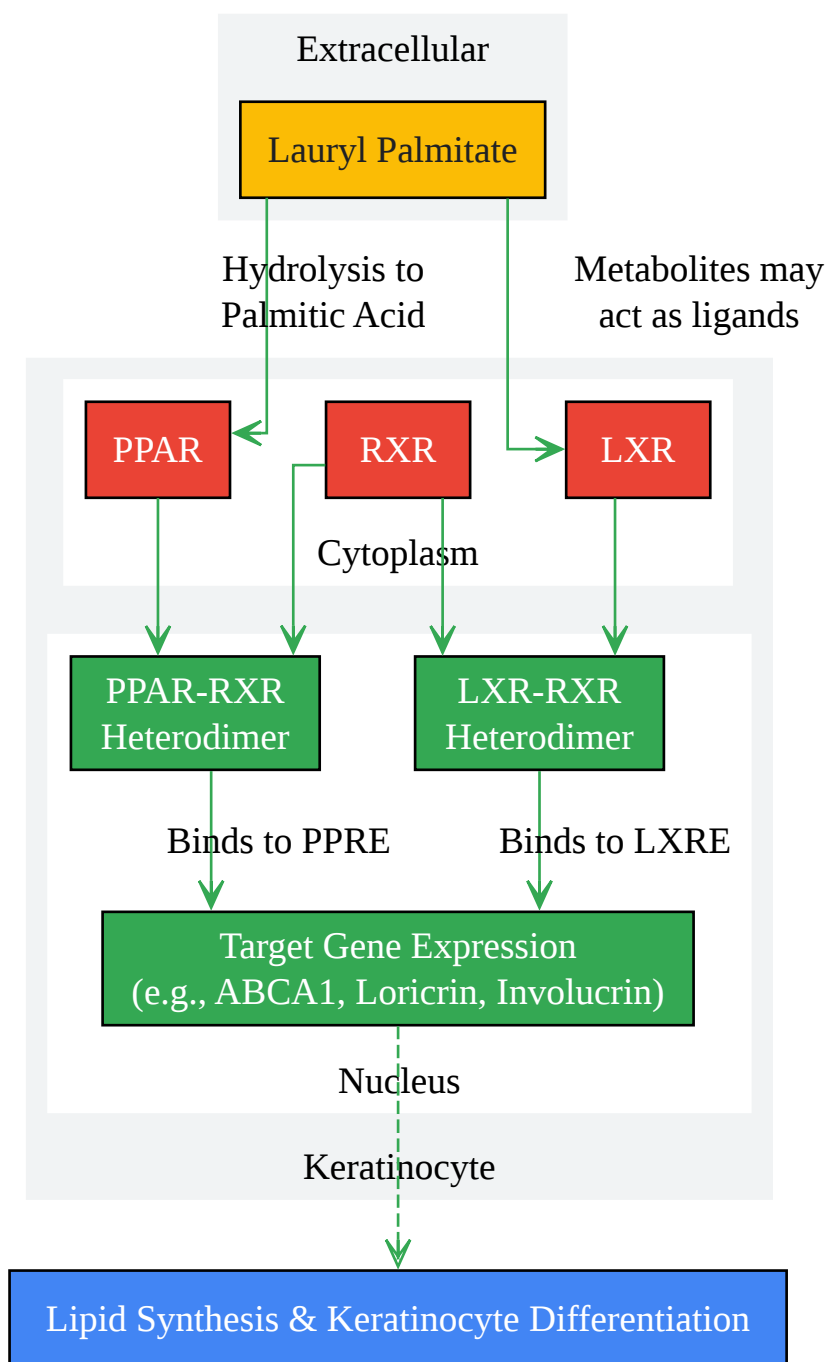 Extracellular
Lauryl Palmitate
Hydrolysis to
Palmitic Acid
Metabolites may
act as ligands
PPAR
RXR
LXR
Cytoplasm
PPAR-RXR
Heterodimer
LXR-RXR
Heterodimer
Binds to PPRE
Binds to LXRE
Target Gene Expression
(e.g., ABCA1, Loricrin, Involucrin)
Nucleus
Keratinocyte
Lipid Synthesis & Keratinocyte Differentiation